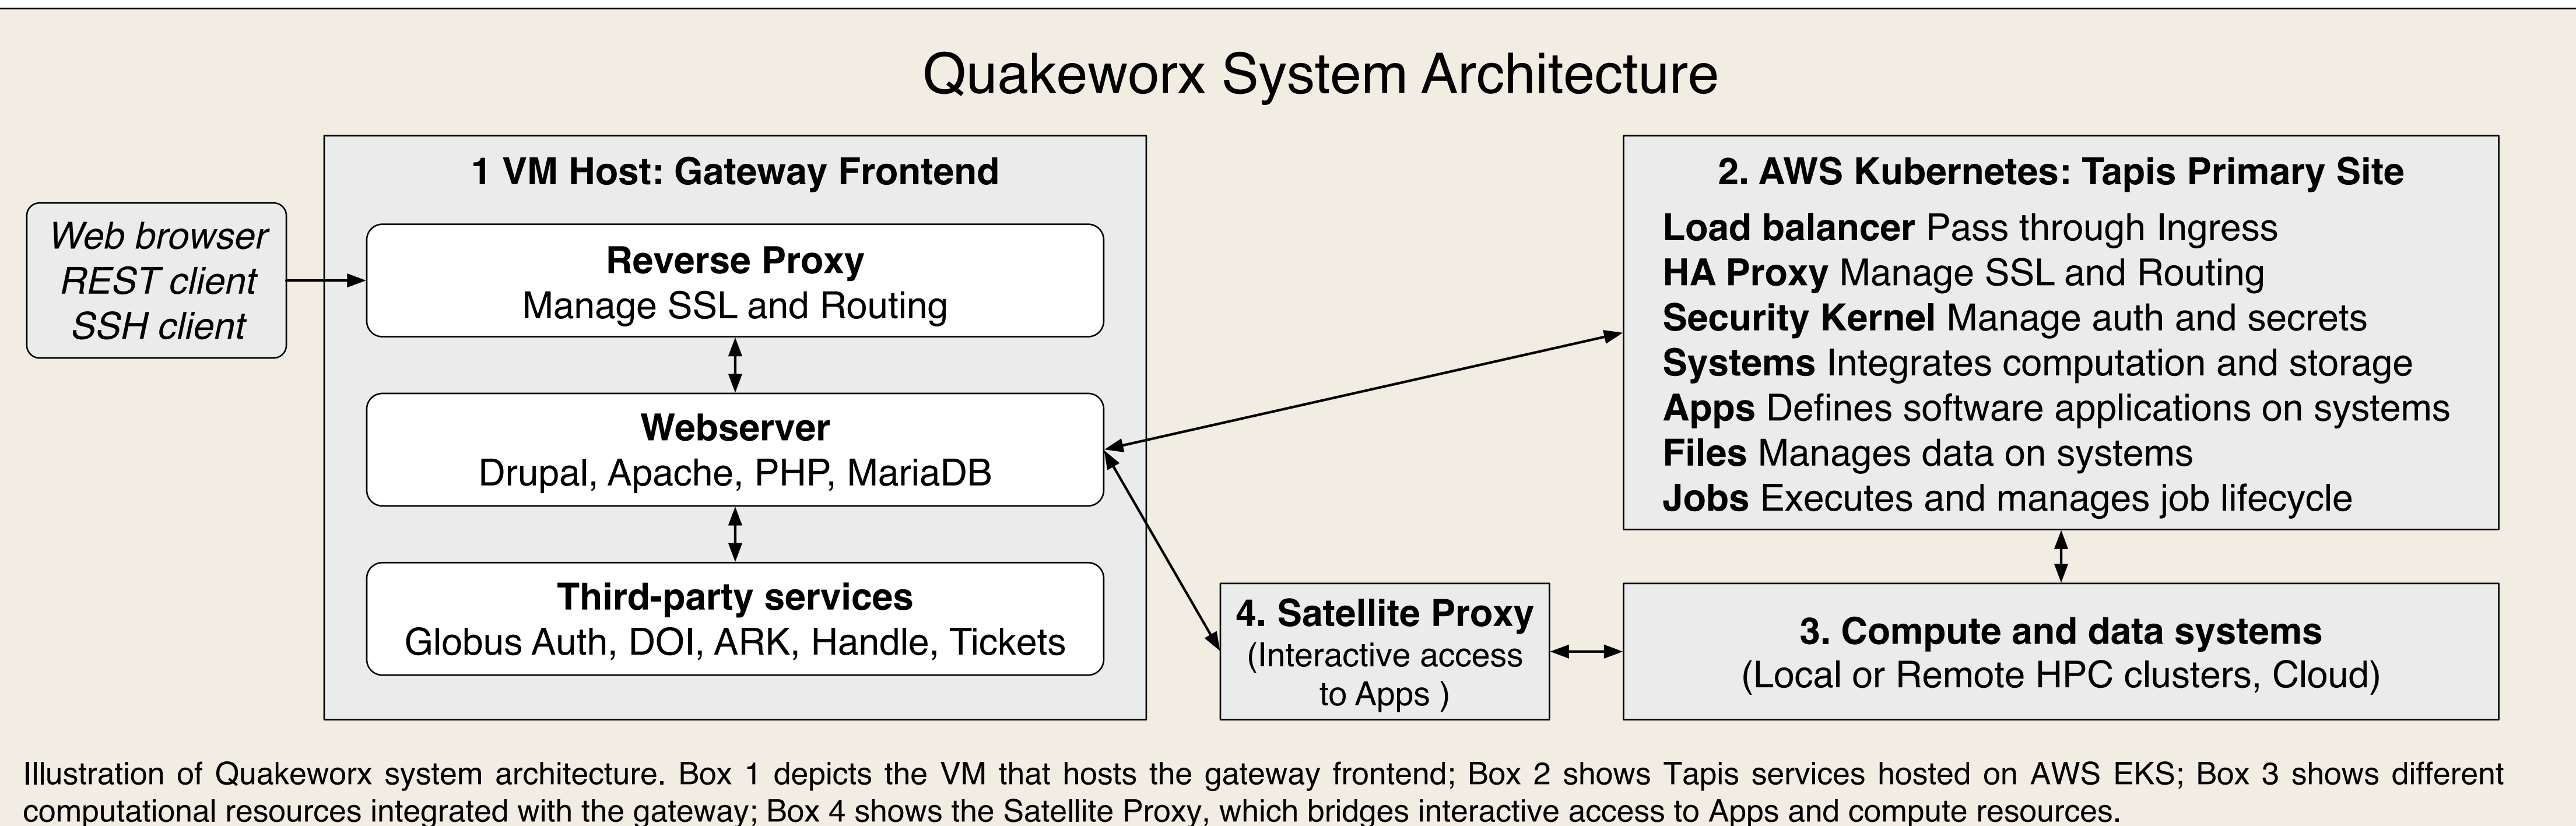 Quakeworx System Architecture
Web browser
REST client
SSH client
1 VM Host: Gateway Frontend
Reverse Proxy
Manage SSL and Routing
Webserver
Drupal, Apache, PHP, MariaDB
Third-party services
Globus Auth, DOI, ARK, Handle, Tickets
2. AWS Kubernetes: Tapis Primary Site
Load balancer Pass through Ingress
HA Proxy Manage SSL and Routing
Security Kernel Manage auth and secrets
Systems Integrates computation and storage
Apps Defines software applications on systems
Files Manages data on systems
Jobs Executes and manages job lifecycle
4. Satellite Proxy
(Interactive access
to Apps )
3. Compute and data systems
(Local or Remote HPC clusters, Cloud)
Illustration of Quakeworx system architecture. Box 1 depicts the VM that hosts the gateway frontend; Box 2 shows Tapis services hosted on AWS EKS; Box 3 shows different
computational resources integrated with the gateway; Box 4 shows the Satellite Proxy, which bridges interactive access to Apps and compute resources.